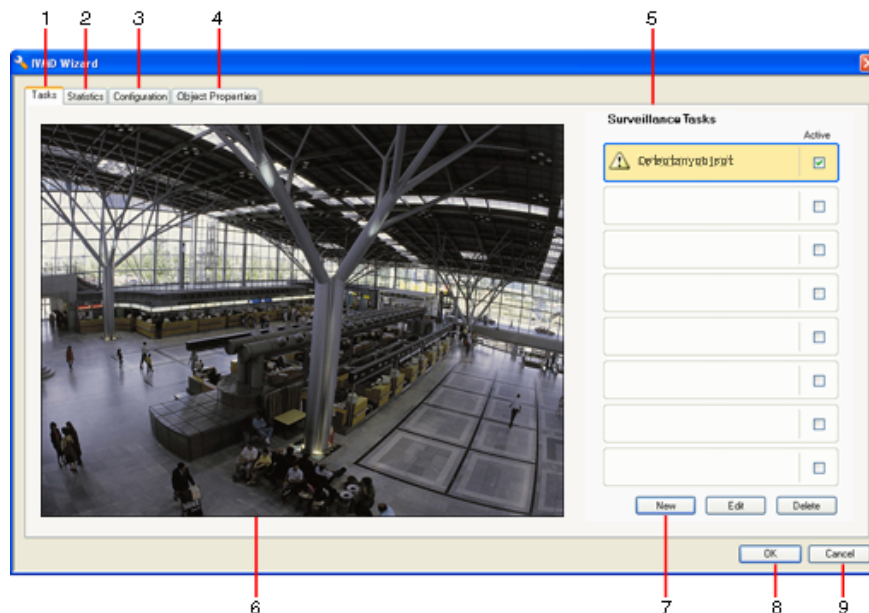 1 2 3 4 5
IVMD Wizard
Tasks Statistics Configuration Object Properties
Surveillance Tasks
Active
New Edit Delete
OK Cancel
6 7 8 9